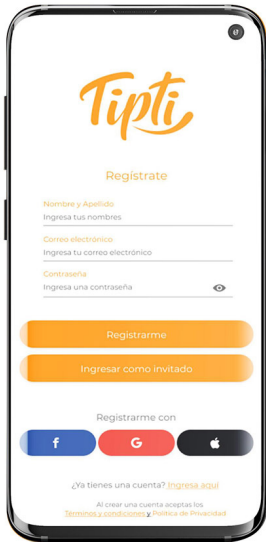 Tipti
Regístrate
Nombre y Apellido
Ingresa tus nombres
Correo electrónico
Ingresa tu correo electrónico
Contraseña
Ingresa una contraseña
Registrarme
Ingresar como invitado
Registrarme con
f G
¿Ya tienes una cuenta? Ingresa aquí
Al crear una cuenta aceptas los
Términos y condiciones y Política de Privacidad